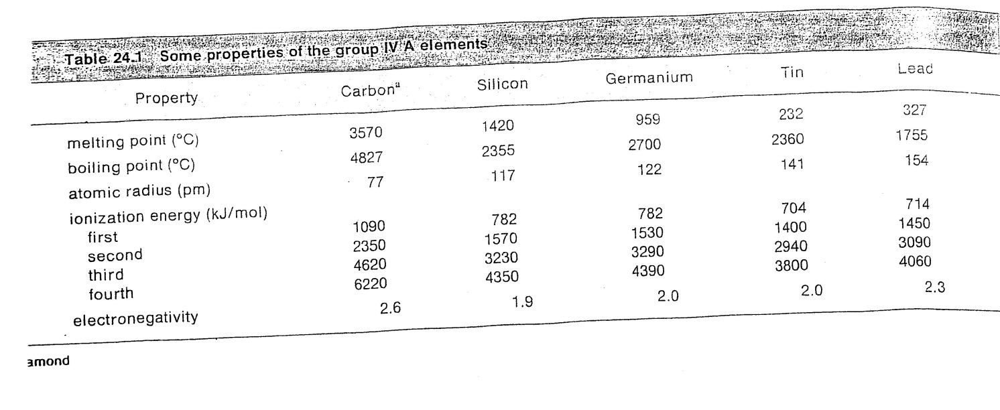 Table 24.1 Some properties of the group IV A elements
Property Carbonᵃ Silicon Germanium Tin Lead
melting point (°C) 3570 1420 959 232 327
boiling point (°C) 4827 2355 2700 2360 1755
atomic radius (pm) 77 117 122 141 154
ionization energy (kJ/mol)
first 1090 782 782 704 714
second 2350 1570 1530 1400 1450
third 4620 3230 3290 2940 3090
fourth 6220 4350 4390 3800 4060
electronegativity 2.6 1.9 2.0 2.0 2.3
amond